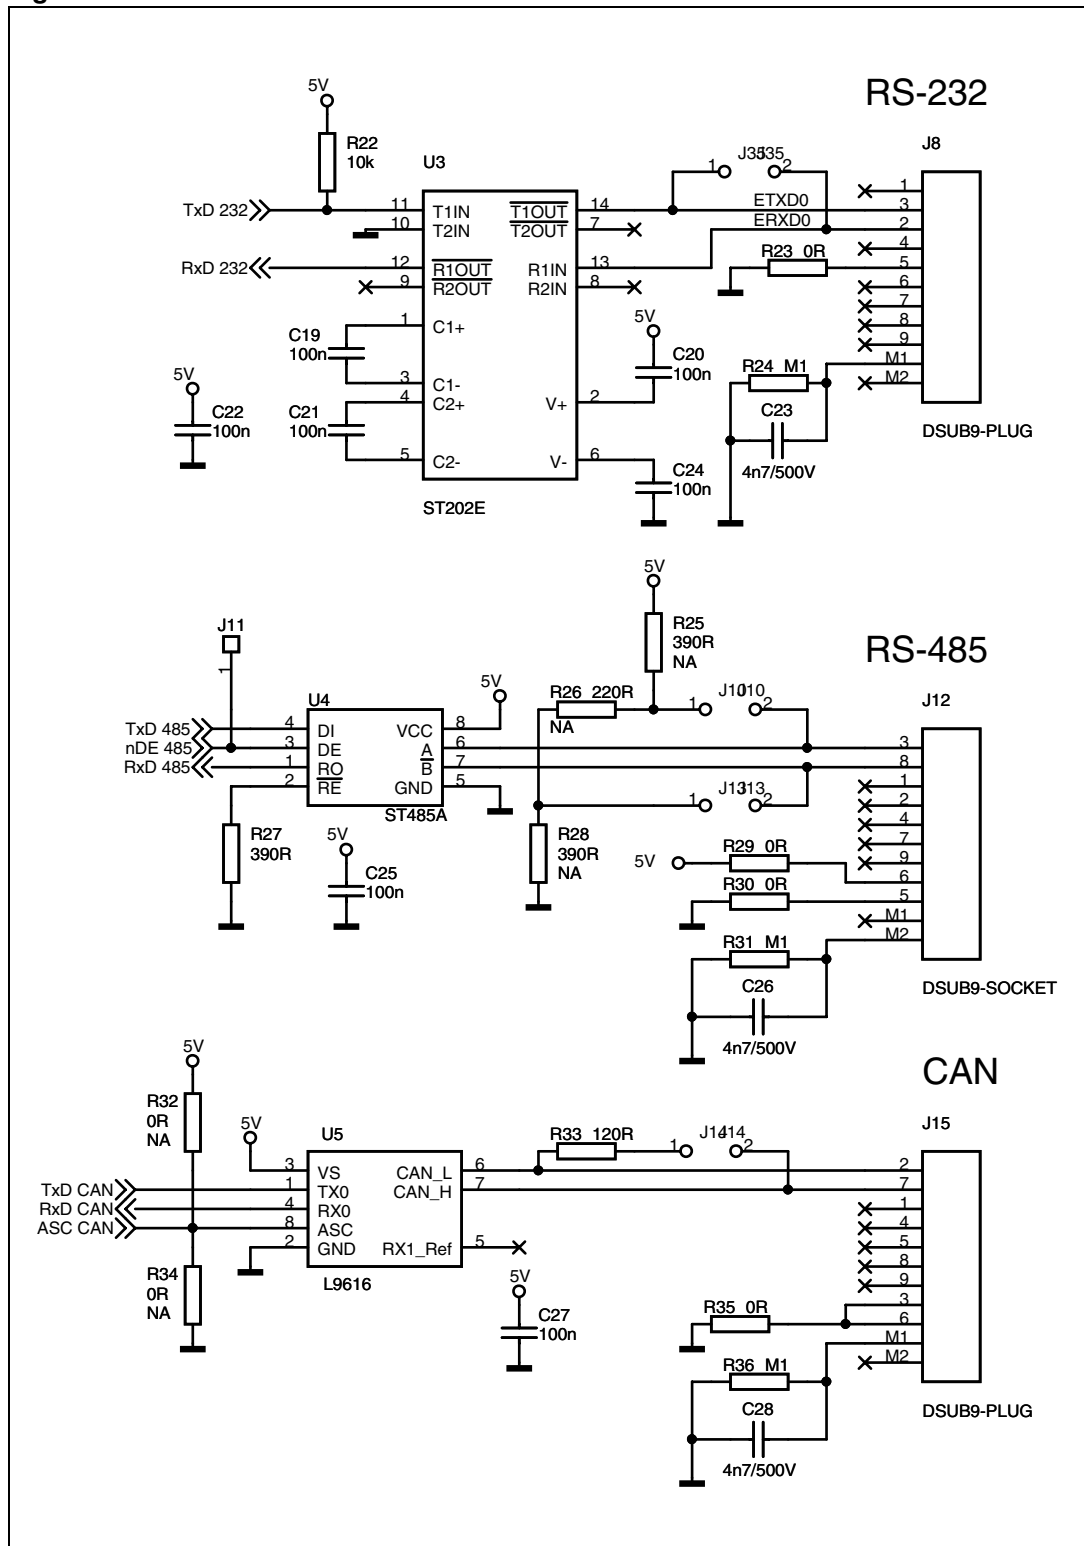 RS-232
5V
R22
10k
U3
J35
1 2
J8
TxD 232
11 T1IN
10 T2IN
T1OUT 14
T2OUT 7
ETXD0
ERXD0
RxD 232
12 R1OUT
9 R2OUT
R1IN 13
R2IN 8
R23 0R
1
3
2
4
5
6
7
8
9
M1
M2
C19
100n
1 C1+
3 C1-
5V
C20
100n
R24 M1
5V
C22
100n
C21
100n
4 C2+
5 C2-
V+ 2
V- 6
C23
4n7/500V
DSUB9-PLUG
C24
100n
ST202E
RS-485
5V
R25
390R
NA
J11
1
5V
R26 220R
NA
J10
1 2
J12
U4
TxD 485
nDE 485
RxD 485
4 DI
3 DE
1 RO
2 RE
VCC 8
A 6
B 7
GND 5
ST485A
J13
1 2
3
8
1
2
4
7
9
6
5
M1
M2
R27
390R
5V
C25
100n
R28
390R
NA
5V
R29 0R
R30 0R
R31 M1
C26
4n7/500V
DSUB9-SOCKET
CAN
5V
R32
0R
NA
5V
U5
R33 120R
J14
1 2
J15
TxD CAN
RxD CAN
ASC CAN
3 VS
1 TX0
4 RX0
8 ASC
2 GND
CAN_L 6
CAN_H 7
RX1_Ref 5
L9616
2
7
1
4
5
8
9
3
6
M1
M2
R34
0R
NA
5V
C27
100n
R35 0R
R36 M1
C28
4n7/500V
DSUB9-PLUG